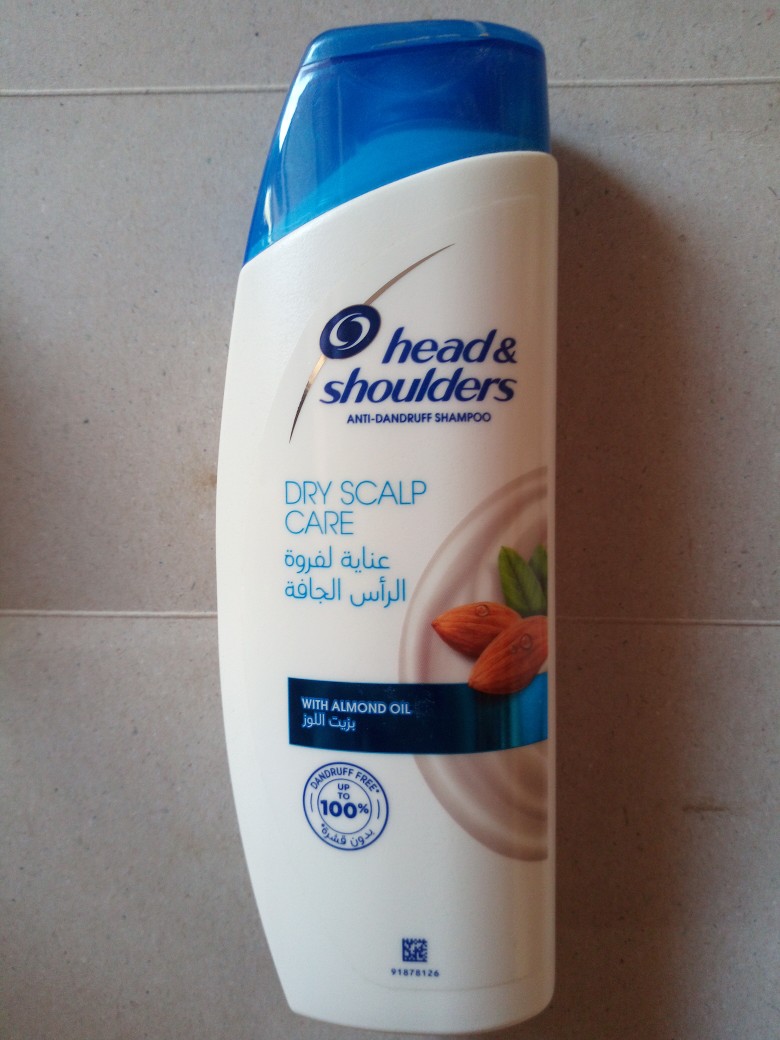 head &
shoulders
ANTI-DANDRUFF SHAMPOO
DRY SCALP
CARE
عناية لفروة
الرأس الجافة
WITH ALMOND OIL
بزيت اللوز
DANDRUFF FREE*
UP
TO
100%
بدون قشرة*
91878126